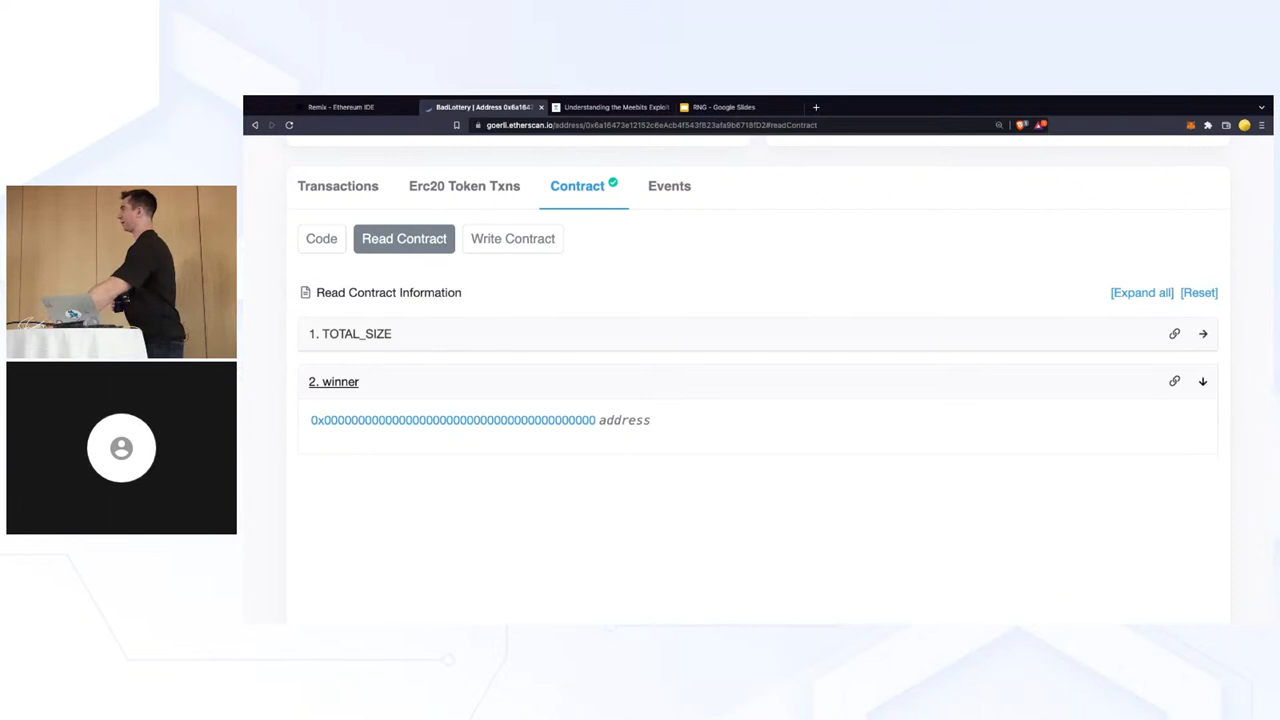 Remix - Ethereum IDE
BadLottery | Address 0x6a1647
Understanding the Meebits Exploit
RNG - Google Slides
goerli.etherscan.io/address/0x6a16473e12152c6eAcb4f543f823afa9b6718fD2#readContract
Transactions
Erc20 Token Txns
Contract
Events
Code
Read Contract
Write Contract
Read Contract Information
[Expand all]
[Reset]
1. TOTAL_SIZE
2. winner
0x0000000000000000000000000000000000000000 address